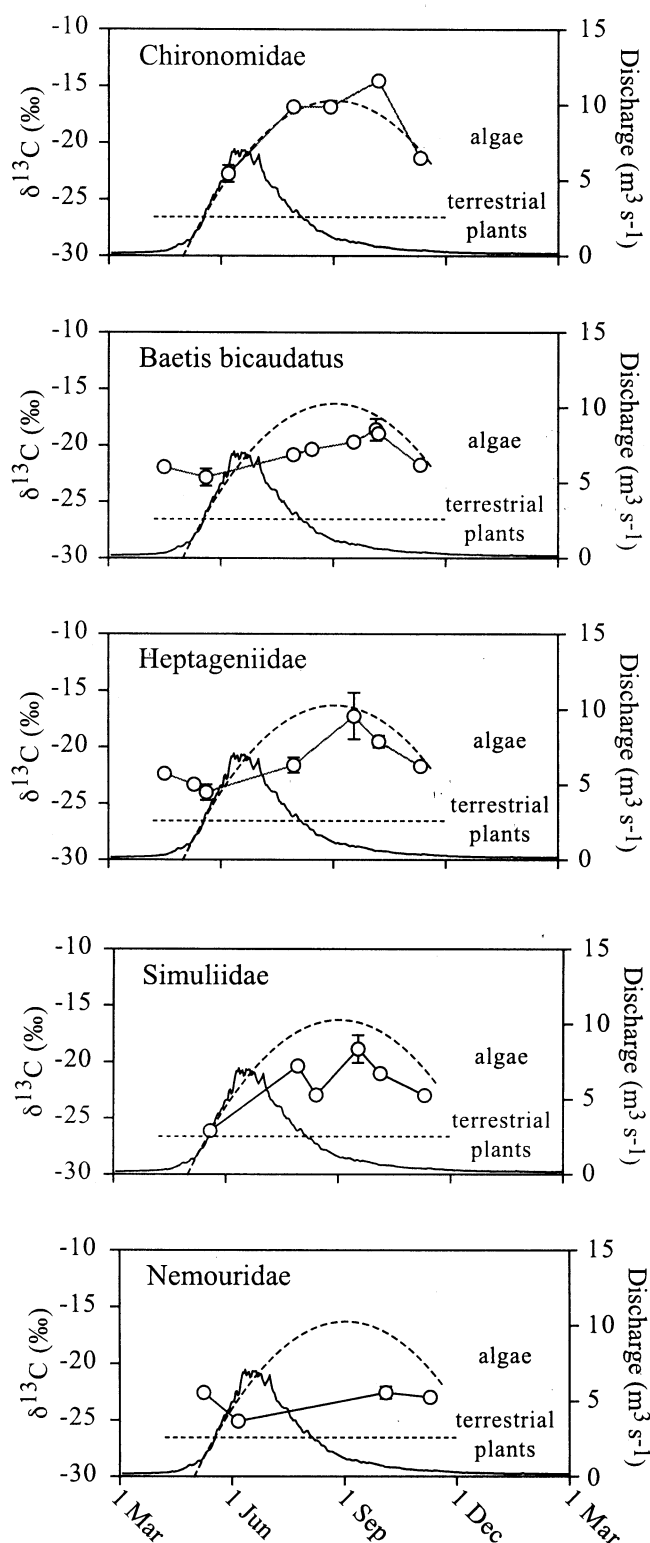 Chironomidae
δ13C (‰)
-10
-15
-20
-25
-30
algae
terrestrial
plants
15
10
5
0
Discharge (m3 s-1)
Baetis bicaudatus
δ13C (‰)
-10
-15
-20
-25
-30
algae
terrestrial
plants
15
10
5
0
Discharge (m3 s-1)
Heptageniidae
δ13C (‰)
-10
-15
-20
-25
-30
algae
terrestrial
plants
15
10
5
0
Discharge (m3 s-1)
Simuliidae
δ13C (‰)
-10
-15
-20
-25
-30
algae
terrestrial
plants
15
10
5
0
Discharge (m3 s-1)
Nemouridae
δ13C (‰)
-10
-15
-20
-25
-30
algae
terrestrial
plants
15
10
5
0
Discharge (m3 s-1)
1 Mar
1 Jun
1 Sep
1 Dec
1 Mar